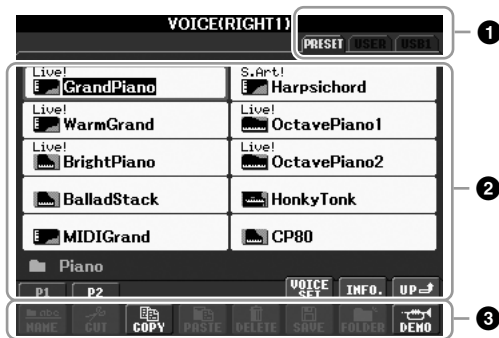 VOICE(RIGHT1)
PRESET USER USB1
1
Live! GrandPiano
S.Art! Harpsichord
Live! WarmGrand
Live! OctavePiano1
Live! BrightPiano
Live! OctavePiano2
2
BalladStack
HonkyTonk
MIDIGrand
CP80
Piano
P1 P2 VOICE SET INFO. UP
NAME CUT COPY PASTE DELETE SAVE FOLDER DEMO
3